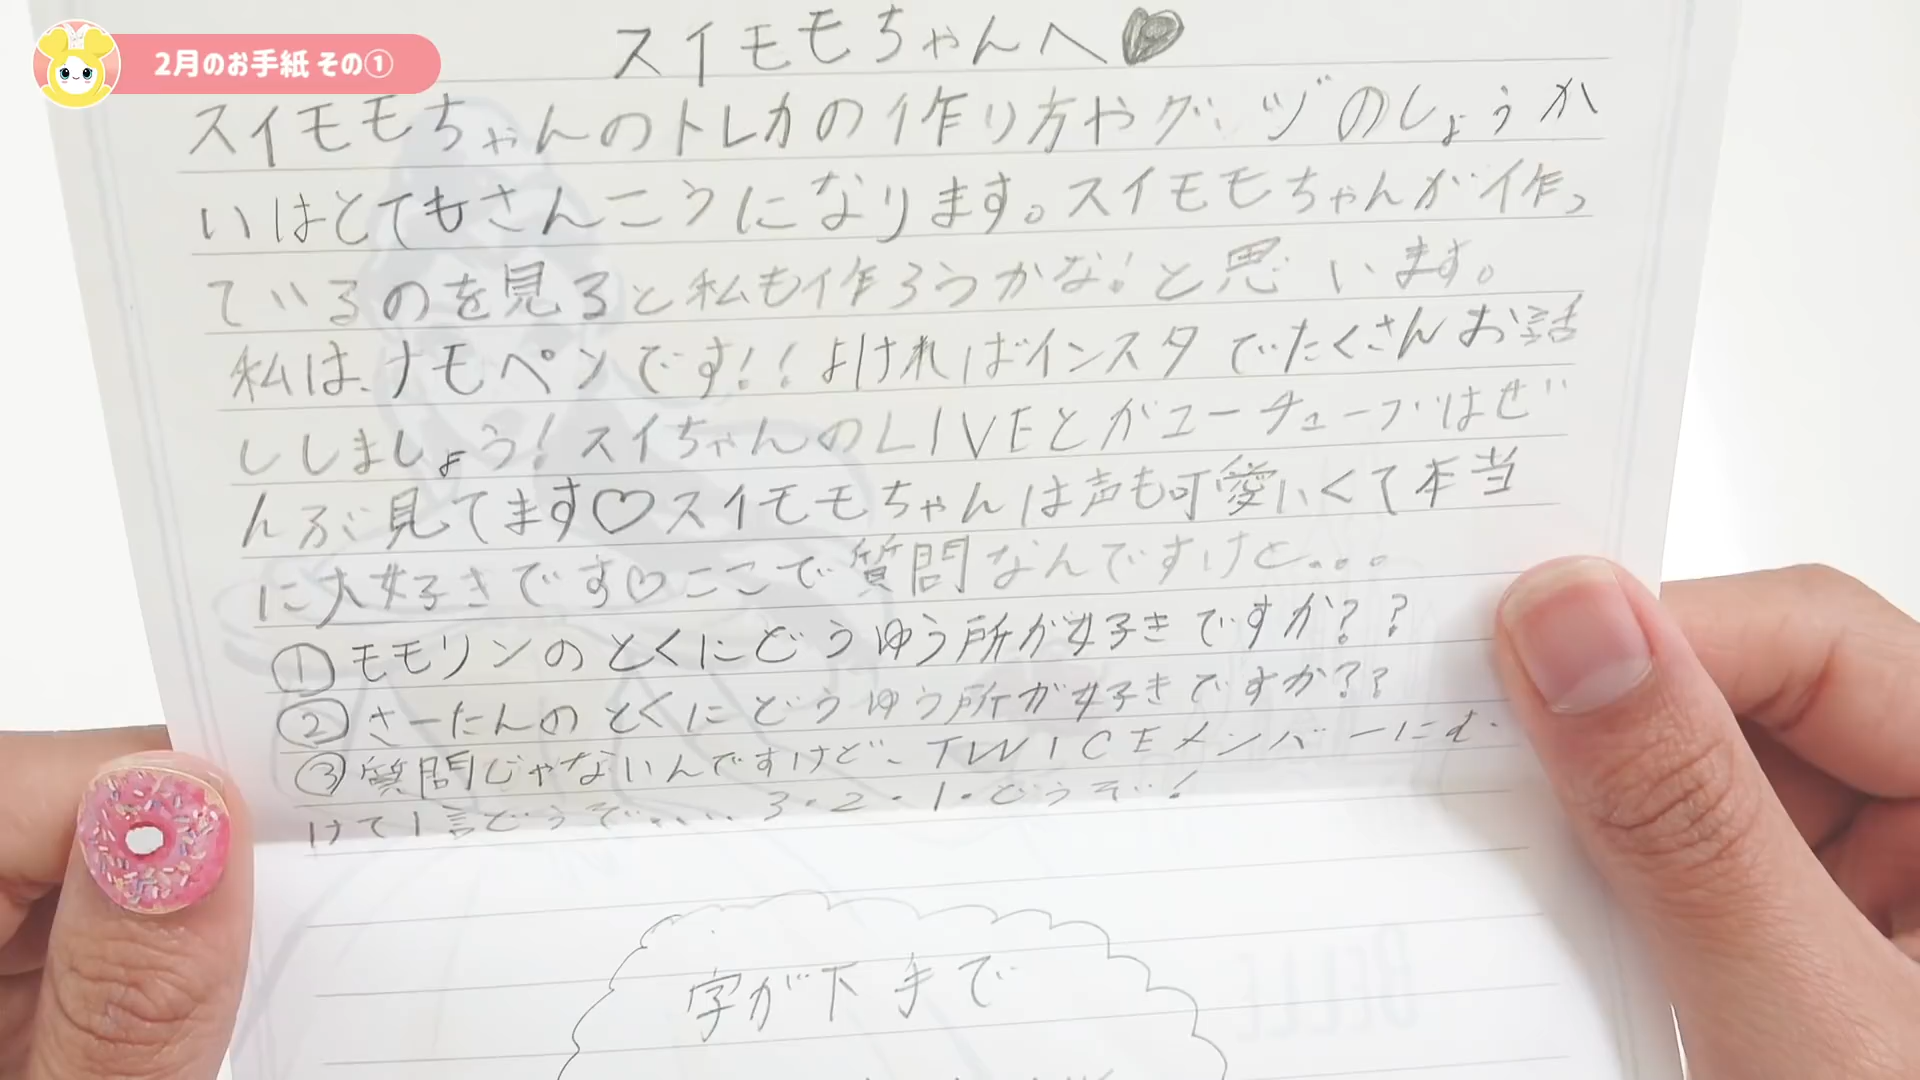 2月のお手紙 その①
スイモモちゃんへ♥
スイモモちゃんのトレカの作り方やグッヅのしょうか
いはとてもさんこうになります。スイモモちゃんが作っ
ているのを見ると私も作ろうかな!と思います。
私は、ナモペンです!!よければインスタでたくさんお話
ししましょう!スイちゃんのLIVEとかユーチューブはぜ
んぶ見てます♡スイモモちゃんは声も可愛いくて本当
に大好きです♡ここで質問なんですけど...
①モモリンのとくにどうゆう所が好きですか??
②さーたんのとくにどうゆう所が好きですか??
③質問じゃないんですけど、TWICEメンバーにむ
けて1言どうぞ.....3・2・1・どうぞ!
字が下手で
BELLE